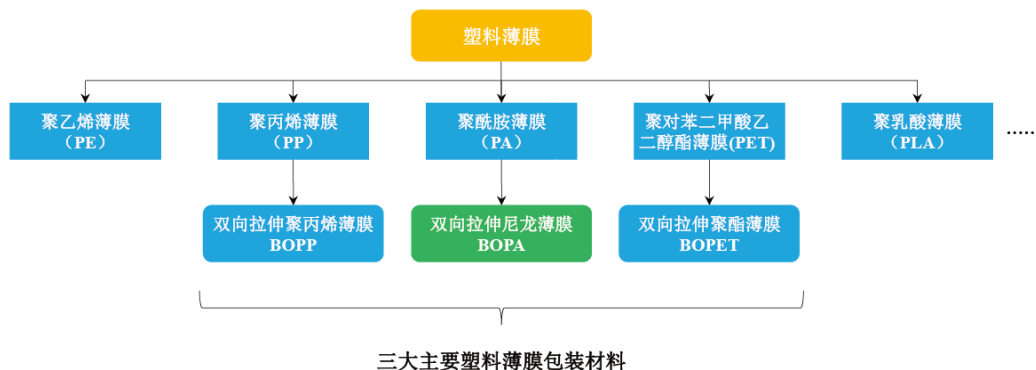 塑料薄膜
聚乙烯薄膜
（PE）
聚丙烯薄膜
（PP）
聚酰胺薄膜
（PA）
聚对苯二甲酸乙
二醇酯薄膜(PET)
聚乳酸薄膜
（PLA）
......
双向拉伸聚丙烯薄膜
BOPP
双向拉伸尼龙薄膜
BOPA
双向拉伸聚酯薄膜
BOPET
三大主要塑料薄膜包装材料